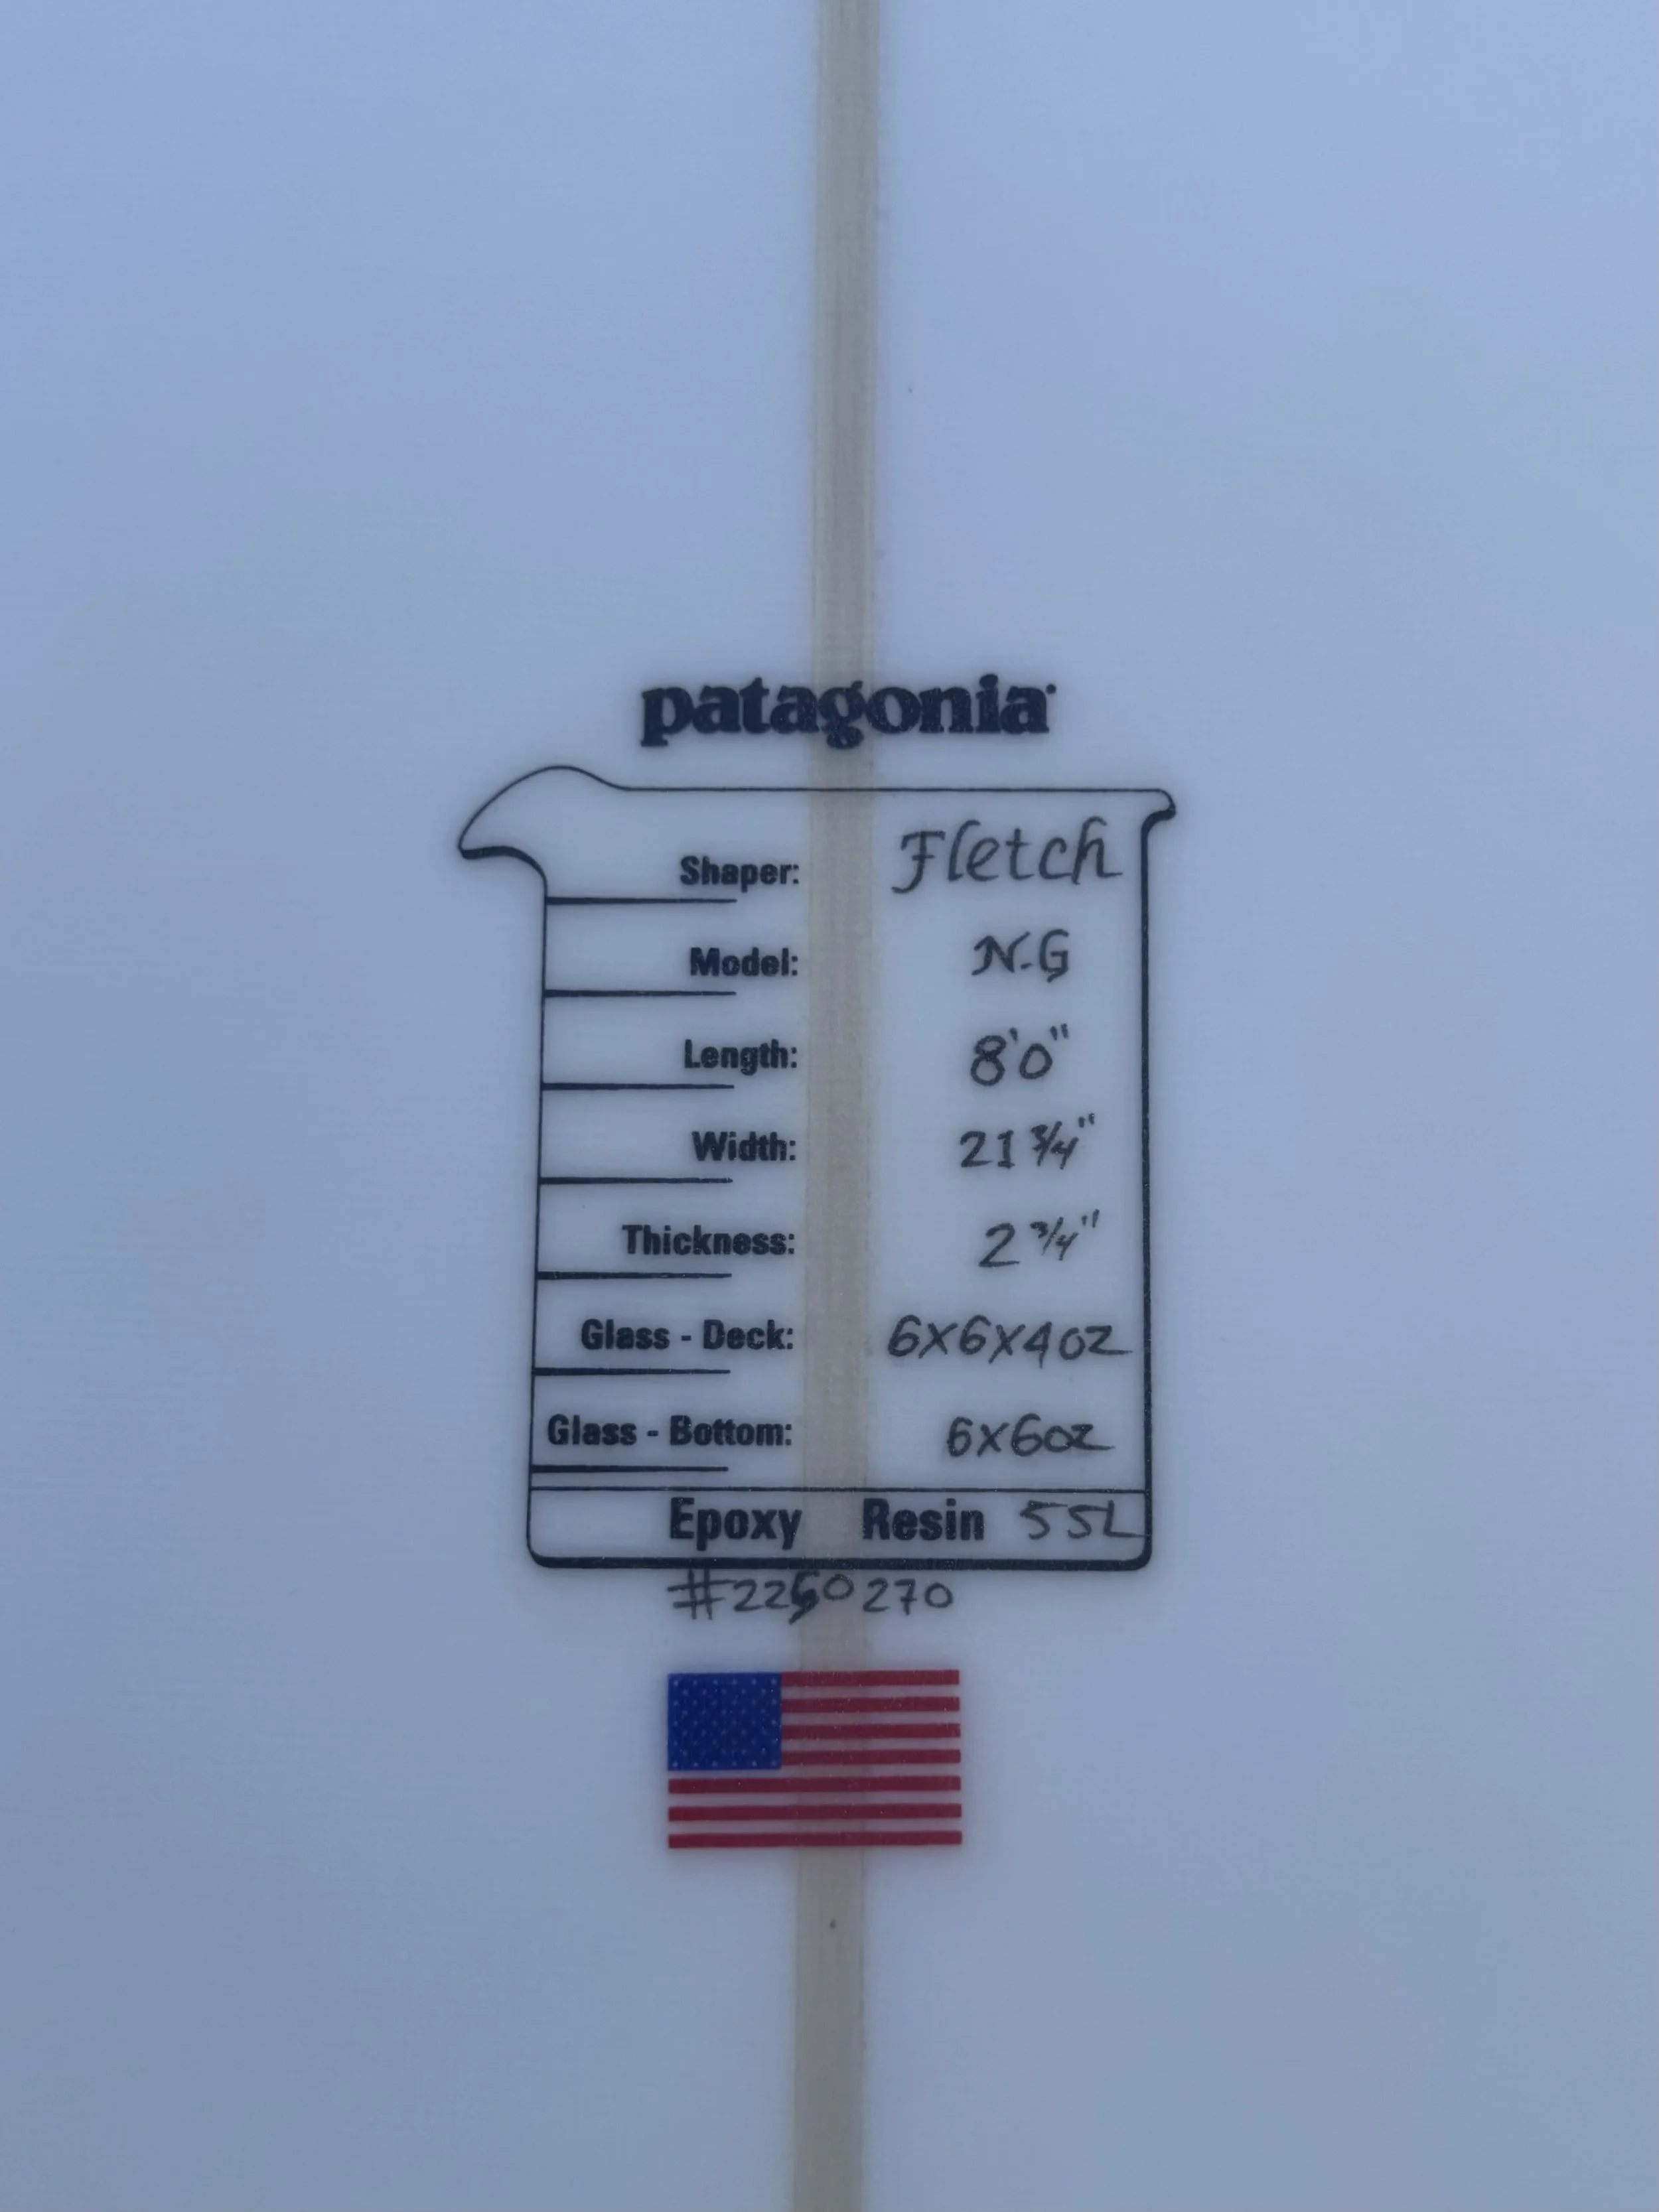 patagonia
Shaper: Fletch
Model: N.G
Length: 8'0"
Width: 21 3/4"
Thickness: 2 3/4"
Glass - Deck: 6x6x4oz
Glass - Bottom: 6x6oz
Epoxy Resin 55L